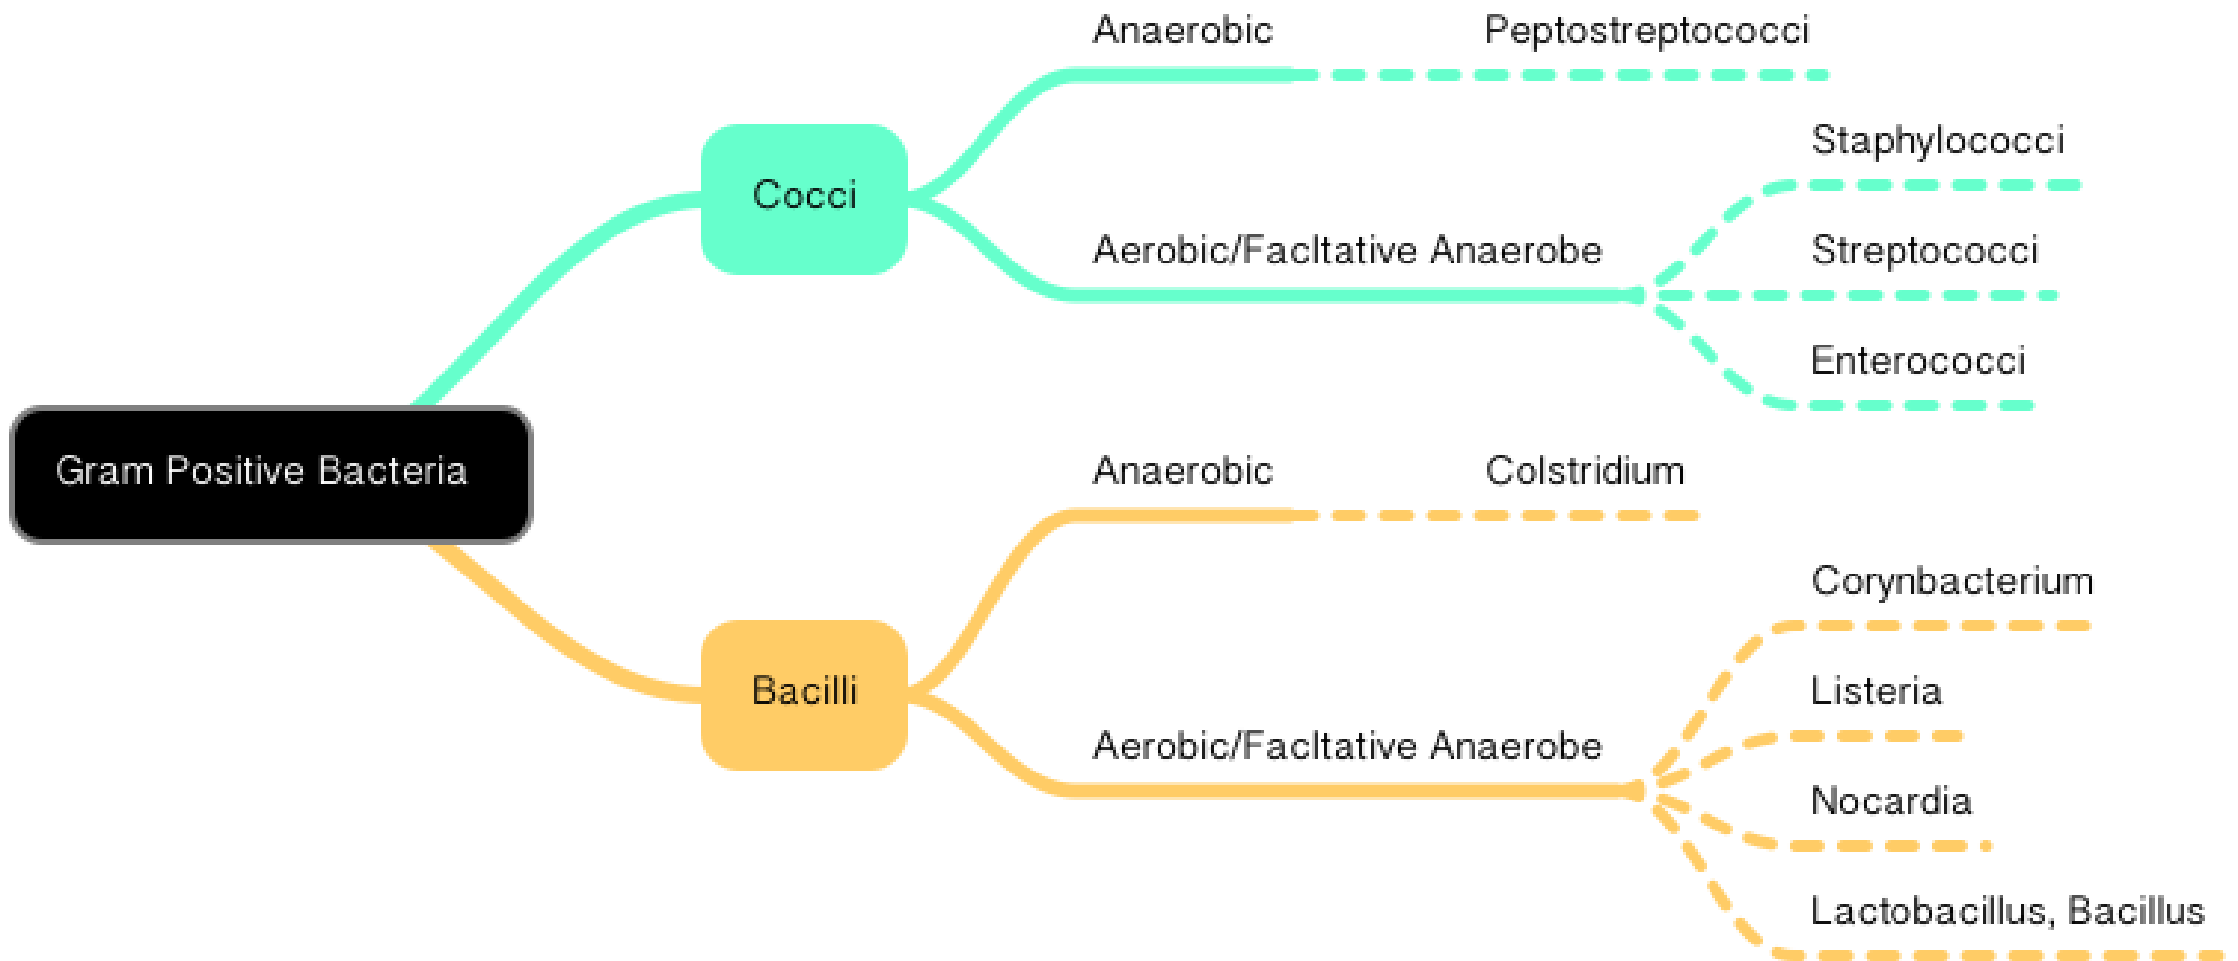 Anaerobic
Peptostreptococci
Staphylococci
Cocci
Aerobic/Facltative Anaerobe
Streptococci
Enterococci
Gram Positive Bacteria
Anaerobic
Colstridium
Corynbacterium
Bacilli
Listeria
Aerobic/Facltative Anaerobe
Nocardia
Lactobacillus, Bacillus